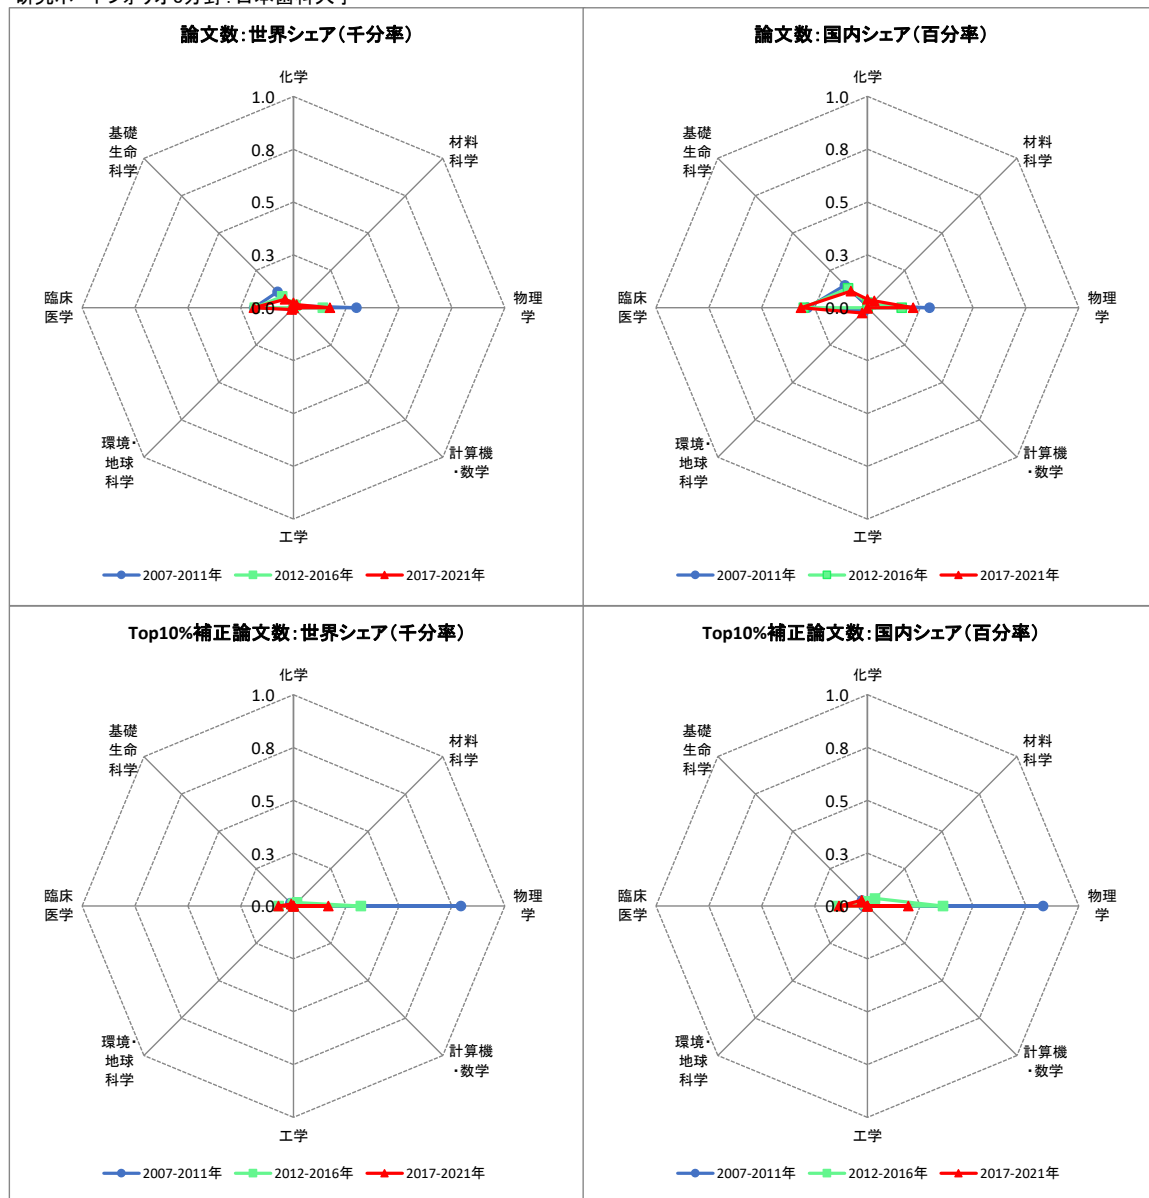 論文数：世界シェア（千分率）
化学
1.0
基礎
生命
科学
材料
科学
0.8
0.5
0.3
臨床
医学
0.0
物理
学
環境・
地球
科学
計算機
・数学
工学
2007-2011年
2012-2016年
2017-2021年
論文数：国内シェア（百分率）
化学
1.0
基礎
生命
科学
材料
科学
0.8
0.5
0.3
臨床
医学
0.0
物理
学
環境・
地球
科学
計算機
・数学
工学
2007-2011年
2012-2016年
2017-2021年
Top10%補正論文数：世界シェア（千分率）
化学
1.0
基礎
生命
科学
材料
科学
0.8
0.5
0.3
臨床
医学
0.0
物理
学
環境・
地球
科学
計算機
・数学
工学
2007-2011年
2012-2016年
2017-2021年
Top10%補正論文数：国内シェア（百分率）
化学
1.0
基礎
生命
科学
材料
科学
0.8
0.5
0.3
臨床
医学
0.0
物理
学
環境・
地球
科学
計算機
・数学
工学
2007-2011年
2012-2016年
2017-2021年